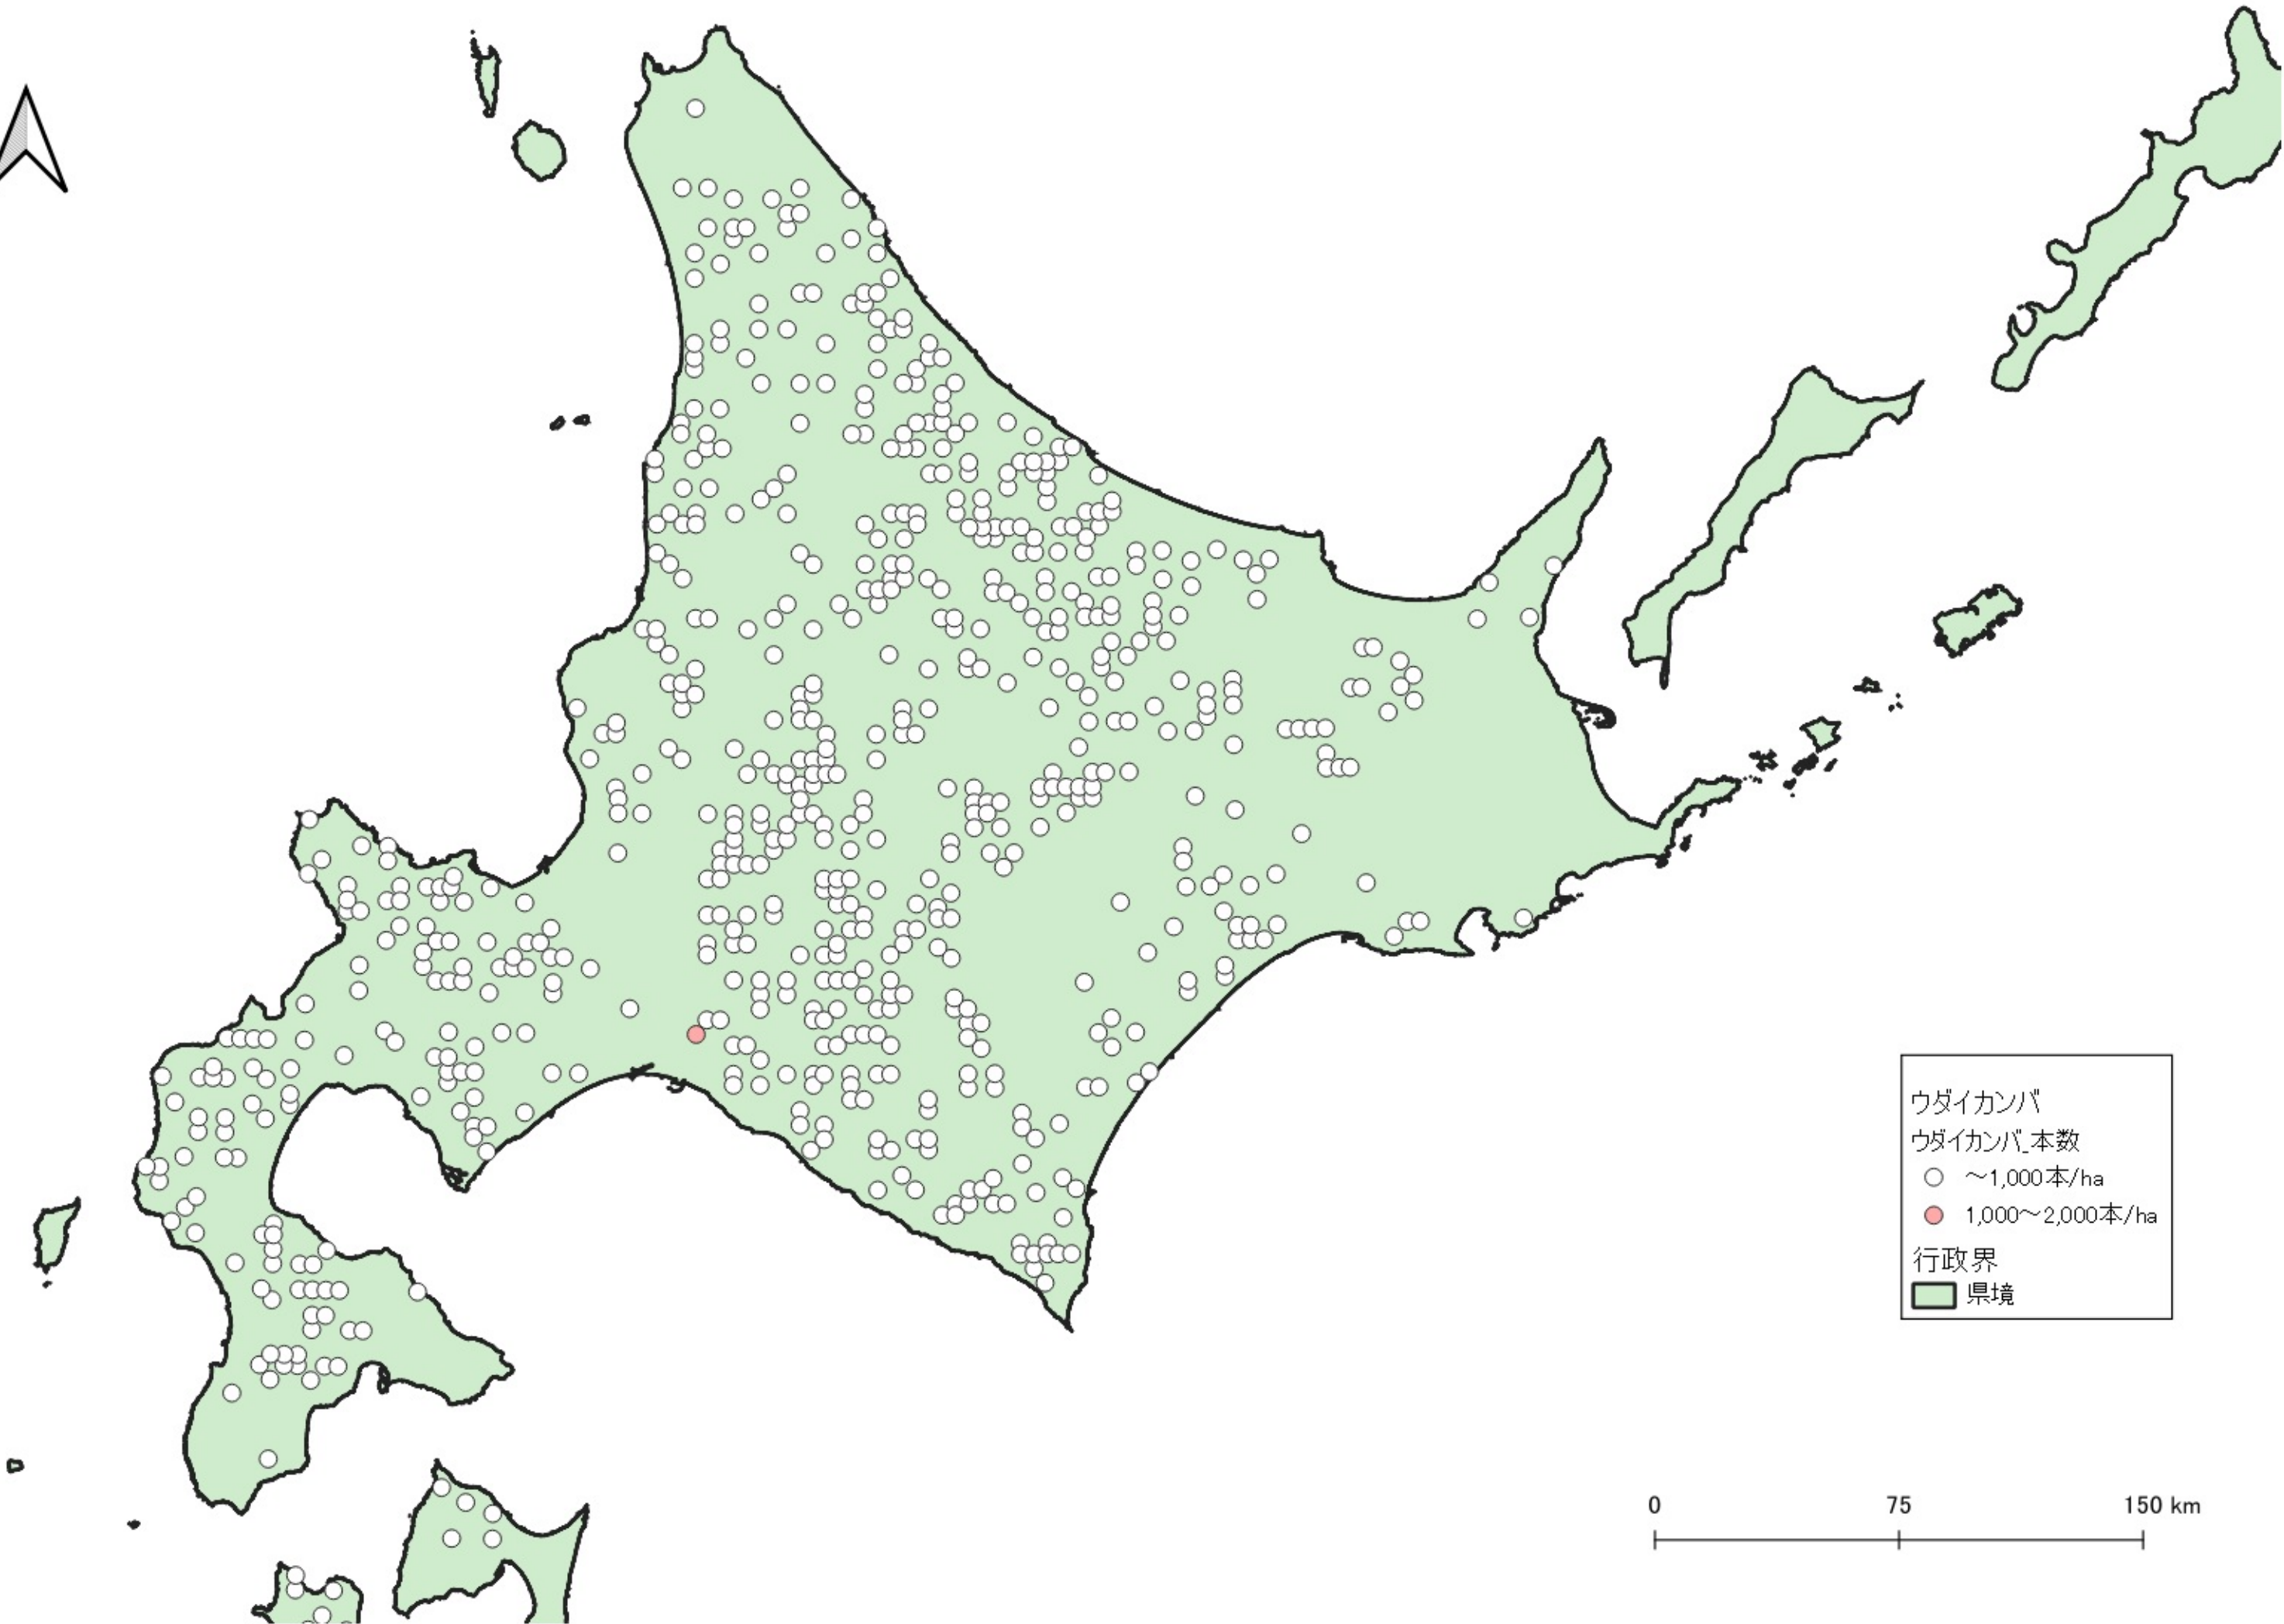 ウダイカンバ
ウダイカンバ_本数
～1,000本/ha
1,000～2,000本/ha
行政界
県境
0 75 150 km